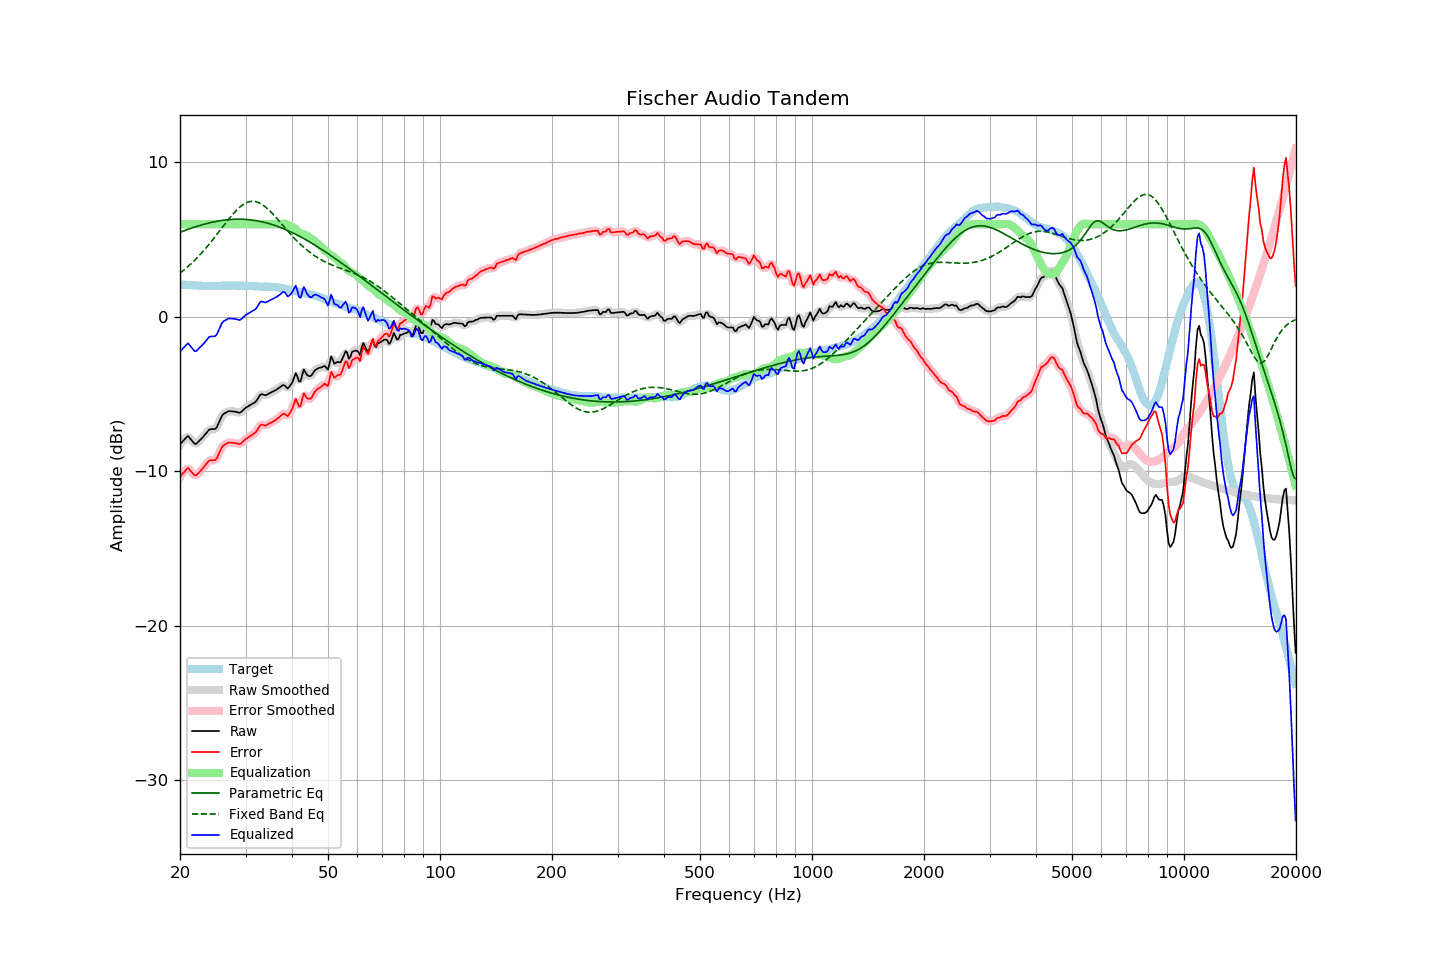 Fischer Audio Tandem
Amplitude (dBr)
10
0
−10
−20
−30
Target
Raw Smoothed
Error Smoothed
Raw
Error
Equalization
Parametric Eq
Fixed Band Eq
Equalized
20 50 100 200 500 1000 2000 5000 10000 20000
Frequency (Hz)